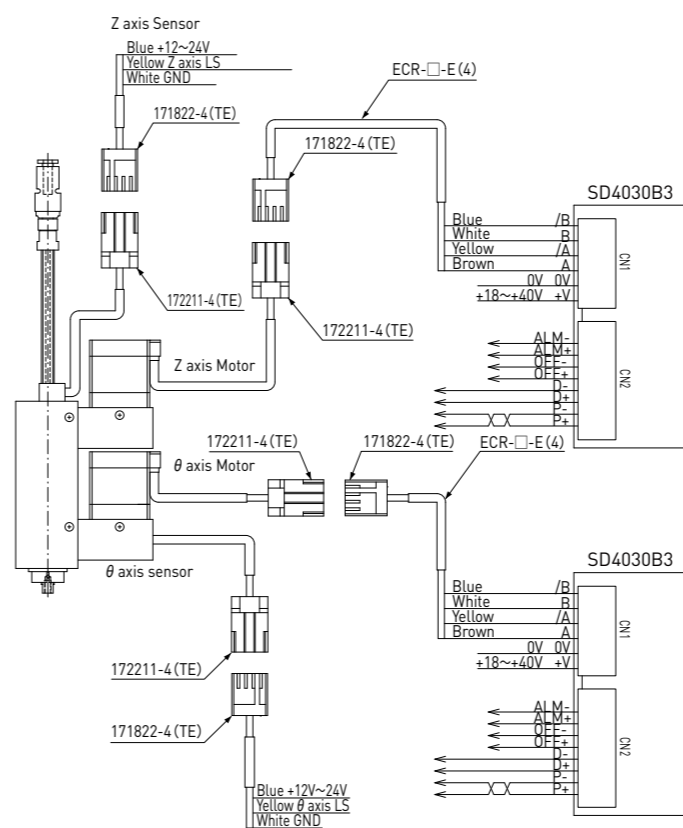 Z axis Sensor
Blue +12~24V
Yellow Z axis LS
White GND
ECR-□-E(4)
171822-4(TE)
171822-4(TE)
SD4030B3
Blue /B
White B
Yellow /A
Brown A
0V 0V
+18~+40V +V
CN1
172211-4(TE)
172211-4(TE)
ALM-
ALM+
OFF-
OFF+
D-
D+
P-
P+
CN2
Z axis Motor
172211-4(TE)
171822-4(TE)
ECR-□-E(4)
θ axis Motor
SD4030B3
θ axis sensor
Blue /B
White B
Yellow /A
Brown A
0V 0V
+18~+40V +V
CN1
172211-4(TE)
171822-4(TE)
ALM-
ALM+
OFF-
OFF+
D-
D+
P-
P+
CN2
Blue +12V~24V
Yellow θ axis LS
White GND